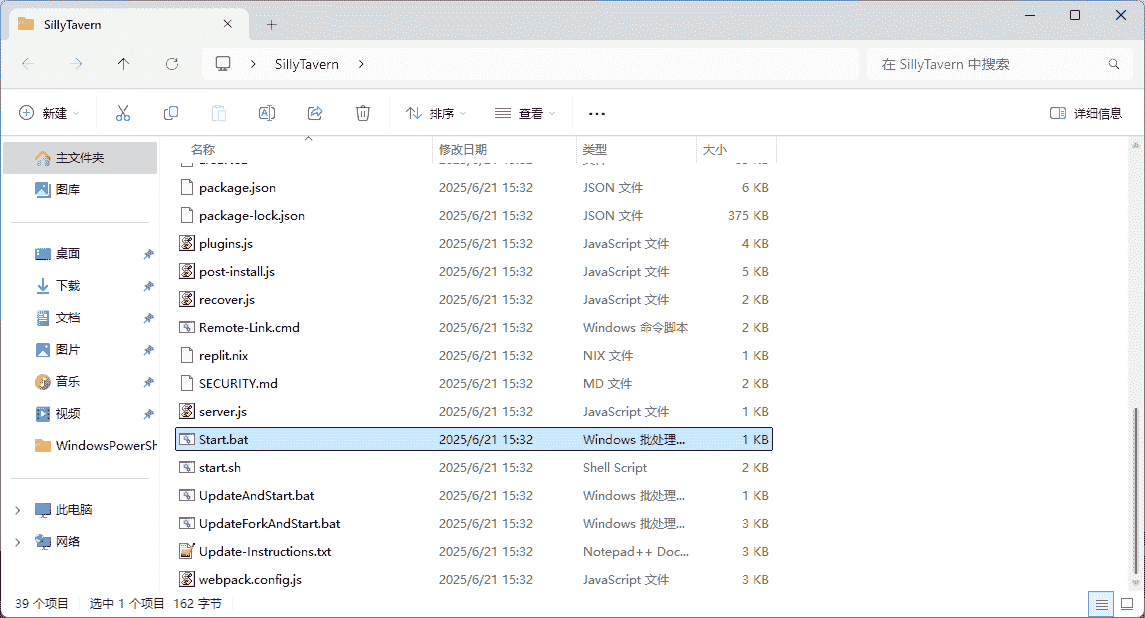 SillyTavern
SillyTavern
在 SillyTavern 中搜索
新建
排序
查看
详细信息
名称 修改日期 类型 大小
主文件夹
图库
桌面
下载
文档
图片
音乐
视频
WindowsPowerSh
此电脑
网络
package.json 2025/6/21 15:32 JSON 文件 6 KB
package-lock.json 2025/6/21 15:32 JSON 文件 375 KB
plugins.js 2025/6/21 15:32 JavaScript 文件 4 KB
post-install.js 2025/6/21 15:32 JavaScript 文件 5 KB
recover.js 2025/6/21 15:32 JavaScript 文件 2 KB
Remote-Link.cmd 2025/6/21 15:32 Windows 命令脚本 2 KB
replit.nix 2025/6/21 15:32 NIX 文件 1 KB
SECURITY.md 2025/6/21 15:32 MD 文件 2 KB
server.js 2025/6/21 15:32 JavaScript 文件 1 KB
Start.bat 2025/6/21 15:32 Windows 批处理... 1 KB
start.sh 2025/6/21 15:32 Shell Script 2 KB
UpdateAndStart.bat 2025/6/21 15:32 Windows 批处理... 1 KB
UpdateForkAndStart.bat 2025/6/21 15:32 Windows 批处理... 3 KB
Update-Instructions.txt 2025/6/21 15:32 Notepad++ Doc... 3 KB
webpack.config.js 2025/6/21 15:32 JavaScript 文件 3 KB
39 个项目 选中 1 个项目 162 字节